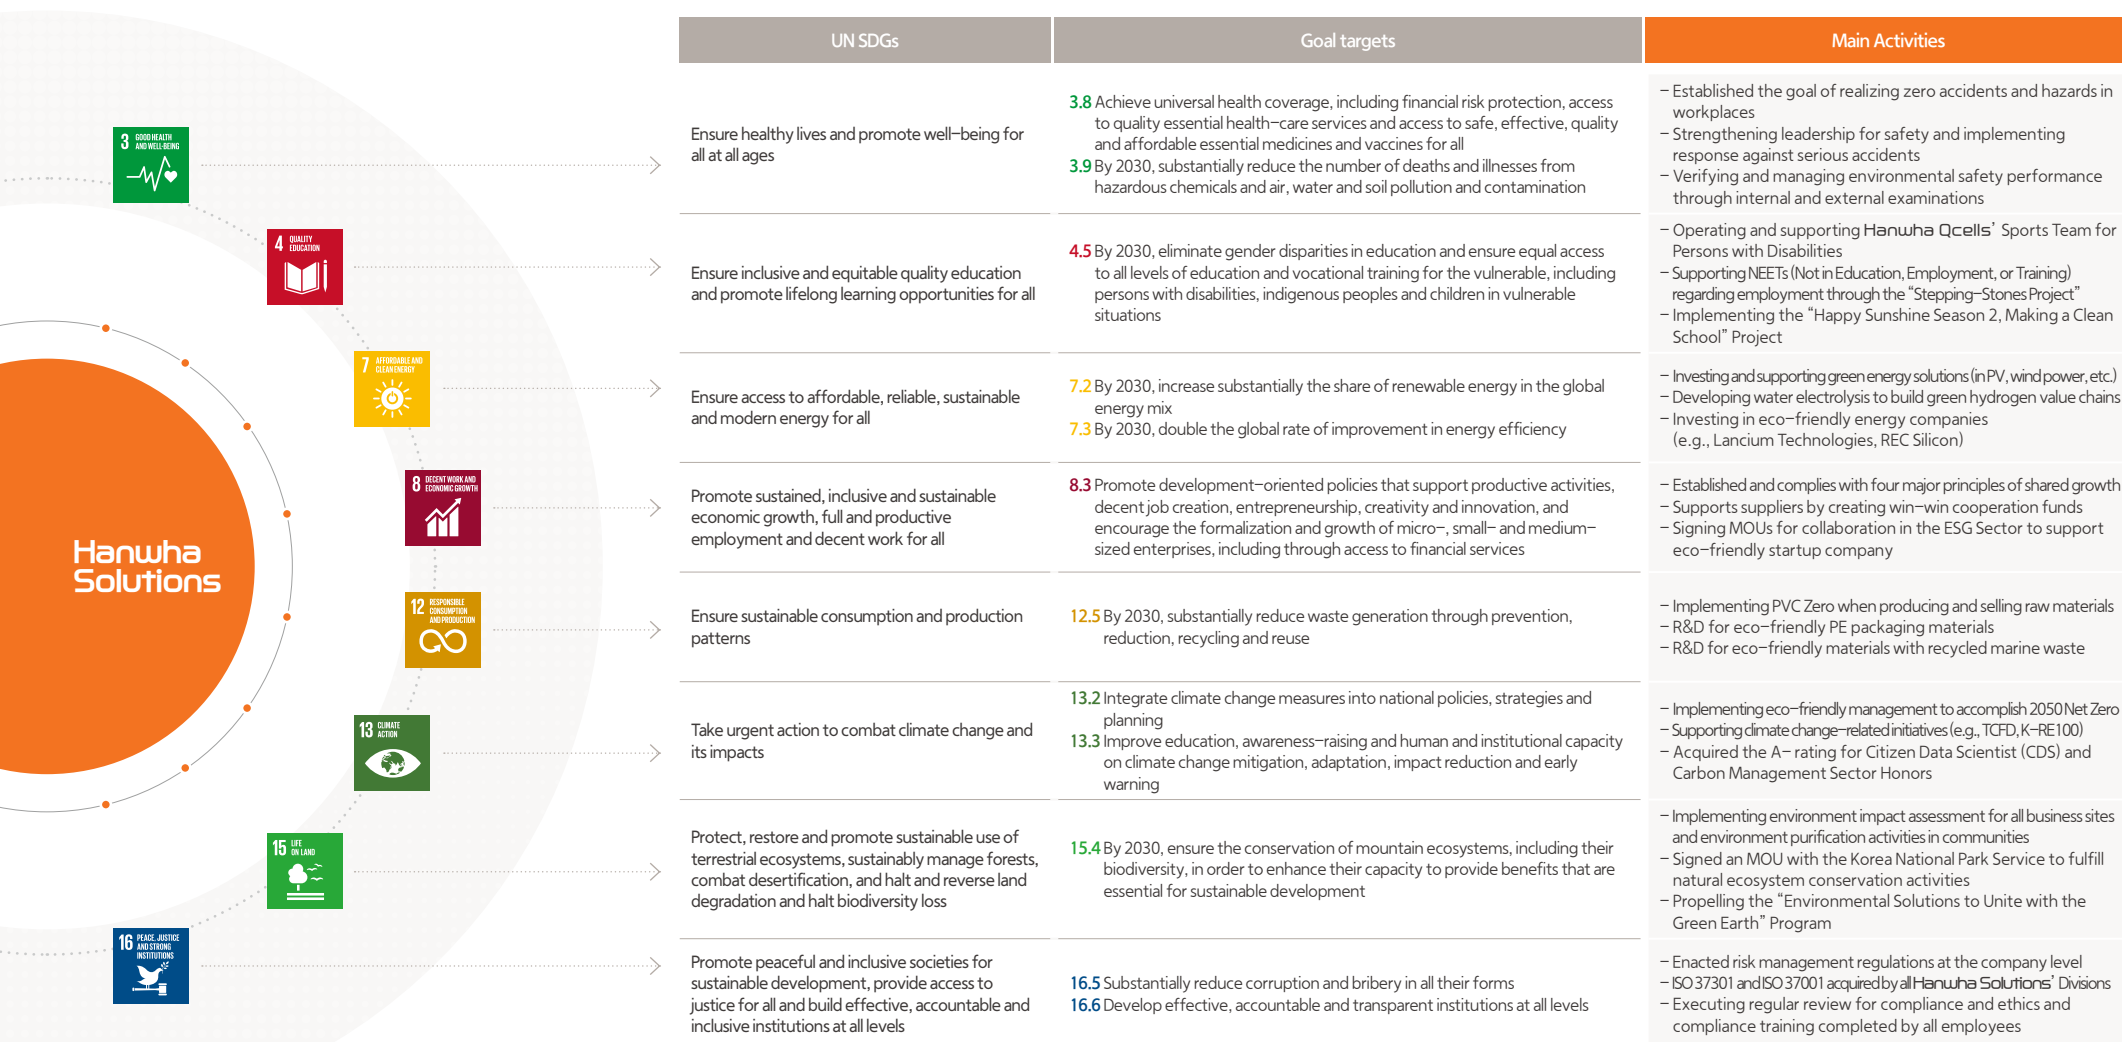 UN SDGs
Goal targets
Main Activities
Hanwha
Solutions
3 GOOD HEALTH
AND WELL-BEING
Ensure healthy lives and promote well-being for
all at all ages
3.8 Achieve universal health coverage, including financial risk protection, access
to quality essential health-care services and access to safe, effective, quality
and affordable essential medicines and vaccines for all
3.9 By 2030, substantially reduce the number of deaths and illnesses from
hazardous chemicals and air, water and soil pollution and contamination
- Established the goal of realizing zero accidents and hazards in
workplaces
- Strengthening leadership for safety and implementing
response against serious accidents
- Verifying and managing environmental safety performance
through internal and external examinations
4 QUALITY
EDUCATION
Ensure inclusive and equitable quality education
and promote lifelong learning opportunities for all
4.5 By 2030, eliminate gender disparities in education and ensure equal access
to all levels of education and vocational training for the vulnerable, including
persons with disabilities, indigenous peoples and children in vulnerable
situations
- Operating and supporting Hanwha Qcells' Sports Team for
Persons with Disabilities
- Supporting NEETs (Not in Education, Employment, or Training)
regarding employment through the "Stepping-Stones Project"
- Implementing the "Happy Sunshine Season 2, Making a Clean
School" Project
7 AFFORDABLE AND
CLEAN ENERGY
Ensure access to affordable, reliable, sustainable
and modern energy for all
7.2 By 2030, increase substantially the share of renewable energy in the global
energy mix
7.3 By 2030, double the global rate of improvement in energy efficiency
- Investing and supporting green energy solutions (in PV, wind power, etc.)
- Developing water electrolysis to build green hydrogen value chains
- Investing in eco-friendly energy companies
(e.g., Lancium Technologies, REC Silicon)
8 DECENT WORK AND
ECONOMIC GROWTH
Promote sustained, inclusive and sustainable
economic growth, full and productive
employment and decent work for all
8.3 Promote development-oriented policies that support productive activities,
decent job creation, entrepreneurship, creativity and innovation, and
encourage the formalization and growth of micro-, small- and medium-
sized enterprises, including through access to financial services
- Established and complies with four major principles of shared growth
- Supports suppliers by creating win-win cooperation funds
- Signing MOUs for collaboration in the ESG Sector to support
eco-friendly startup company
12 RESPONSIBLE
CONSUMPTION
AND PRODUCTION
Ensure sustainable consumption and production
patterns
12.5 By 2030, substantially reduce waste generation through prevention,
reduction, recycling and reuse
- Implementing PVC Zero when producing and selling raw materials
- R&D for eco-friendly PE packaging materials
- R&D for eco-friendly materials with recycled marine waste
13 CLIMATE
ACTION
Take urgent action to combat climate change and
its impacts
13.2 Integrate climate change measures into national policies, strategies and
planning
13.3 Improve education, awareness-raising and human and institutional capacity
on climate change mitigation, adaptation, impact reduction and early
warning
- Implementing eco-friendly management to accomplish 2050 Net Zero
- Supporting climate change-related initiatives (e.g., TCFD, K-RE100)
- Acquired the A- rating for Citizen Data Scientist (CDS) and
Carbon Management Sector Honors
15 LIFE
ON LAND
Protect, restore and promote sustainable use of
terrestrial ecosystems, sustainably manage forests,
combat desertification, and halt and reverse land
degradation and halt biodiversity loss
15.4 By 2030, ensure the conservation of mountain ecosystems, including their
biodiversity, in order to enhance their capacity to provide benefits that are
essential for sustainable development
- Implementing environment impact assessment for all business sites
and environment purification activities in communities
- Signed an MOU with the Korea National Park Service to fulfill
natural ecosystem conservation activities
- Propelling the "Environmental Solutions to Unite with the
Green Earth" Program
16 PEACE, JUSTICE
AND STRONG
INSTITUTIONS
Promote peaceful and inclusive societies for
sustainable development, provide access to
justice for all and build effective, accountable and
inclusive institutions at all levels
16.5 Substantially reduce corruption and bribery in all their forms
16.6 Develop effective, accountable and transparent institutions at all levels
- Enacted risk management regulations at the company level
- ISO 37301 and ISO 37001 acquired by all Hanwha Solutions' Divisions
- Executing regular review for compliance and ethics and
compliance training completed by all employees